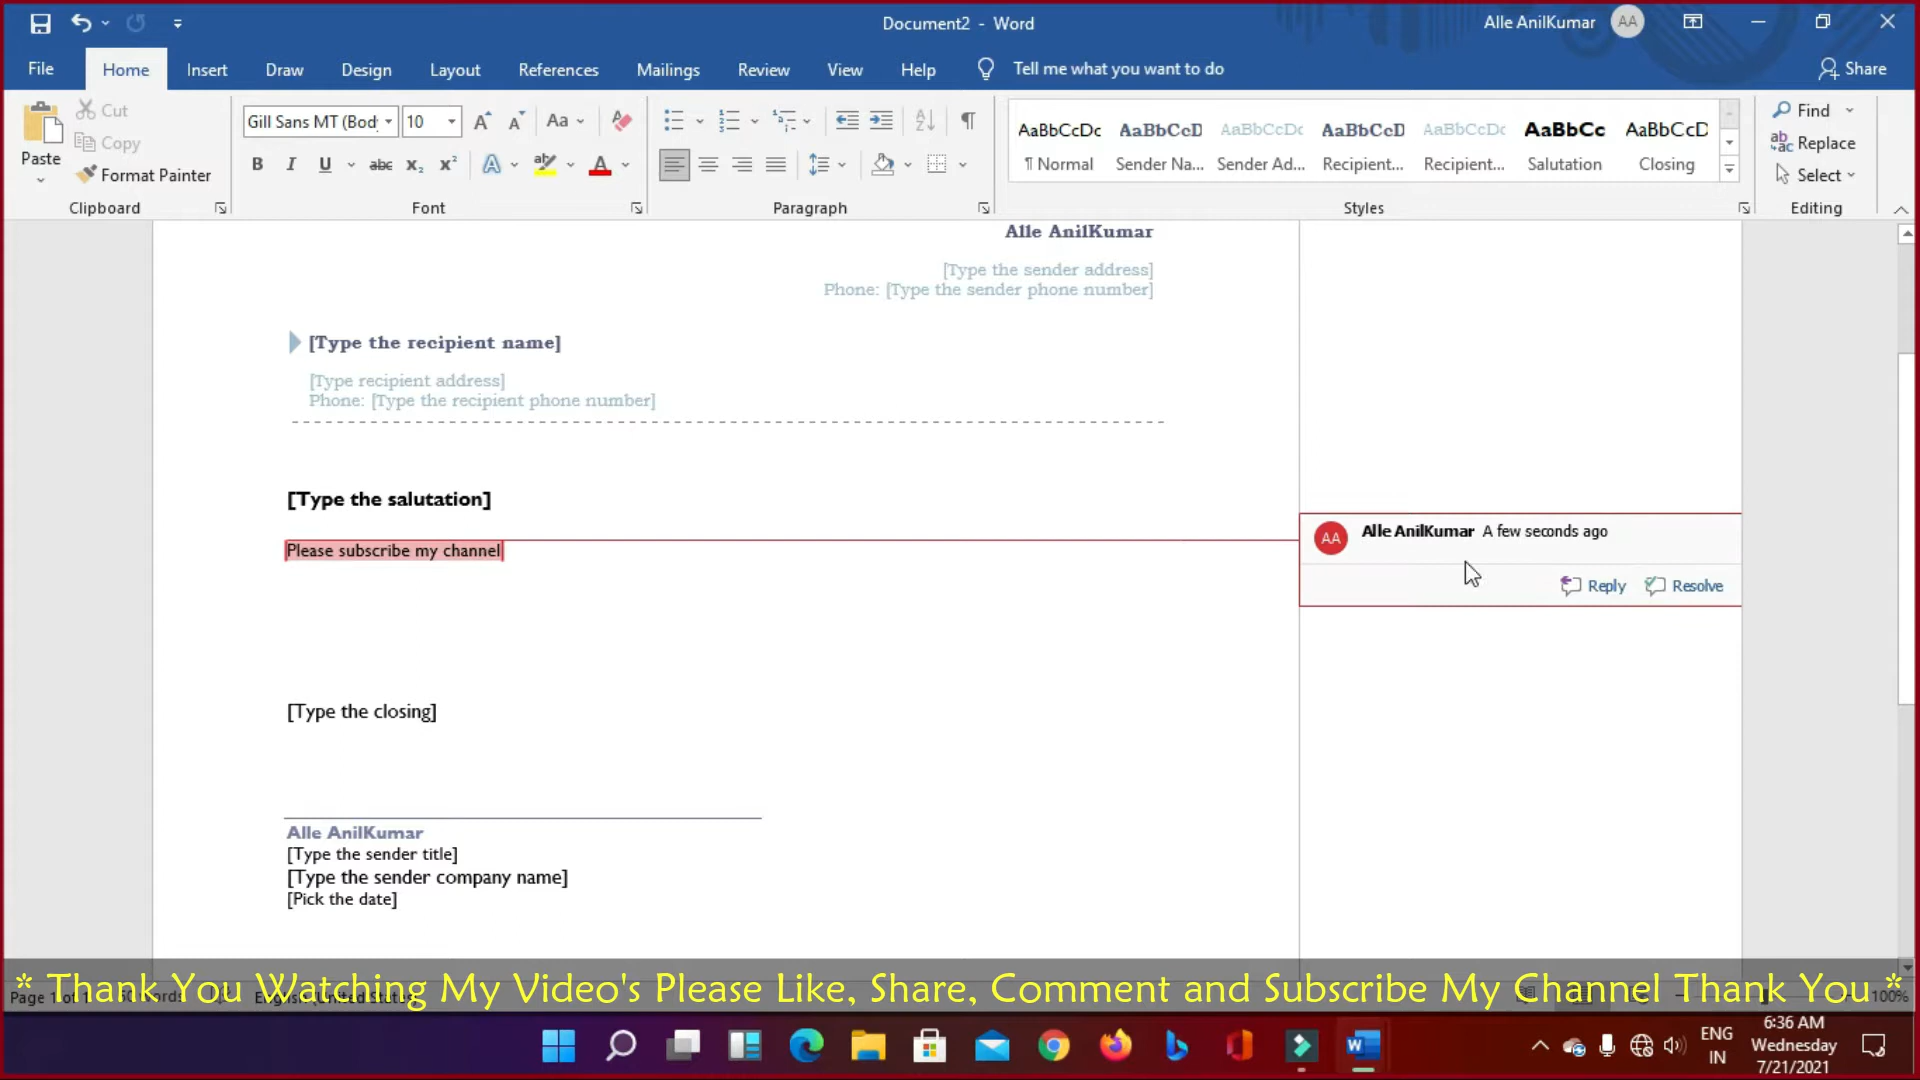 Document2 - Word
Alle AnilKumar AA
File Home Insert Draw Design Layout References Mailings Review View Help Tell me what you want to do Share
Paste
Cut
Copy
Format Painter
Clipboard
Gill Sans MT (Body 10
Font
Paragraph
AaBbCcDc AaBbCcD AaBbCcDc AaBbCcD AaBbCcDc AaBbCc AaBbCcD
¶ Normal Sender Na... Sender Ad... Recipient... Recipient... Salutation Closing
Styles
Find
Replace
Select
Editing
Alle AnilKumar
[Type the sender address]
Phone: [Type the sender phone number]
[Type the recipient name]
[Type recipient address]
Phone: [Type the recipient phone number]
[Type the salutation]
Please subscribe my channel
AA Alle AnilKumar A few seconds ago
Reply Resolve
[Type the closing]
Alle AnilKumar
[Type the sender title]
[Type the sender company name]
[Pick the date]
* Thank You Watching My Video's Please Like, Share, Comment and Subscribe My Channel Thank You *
100%
ENG
IN
6:36 AM
Wednesday
7/21/2021